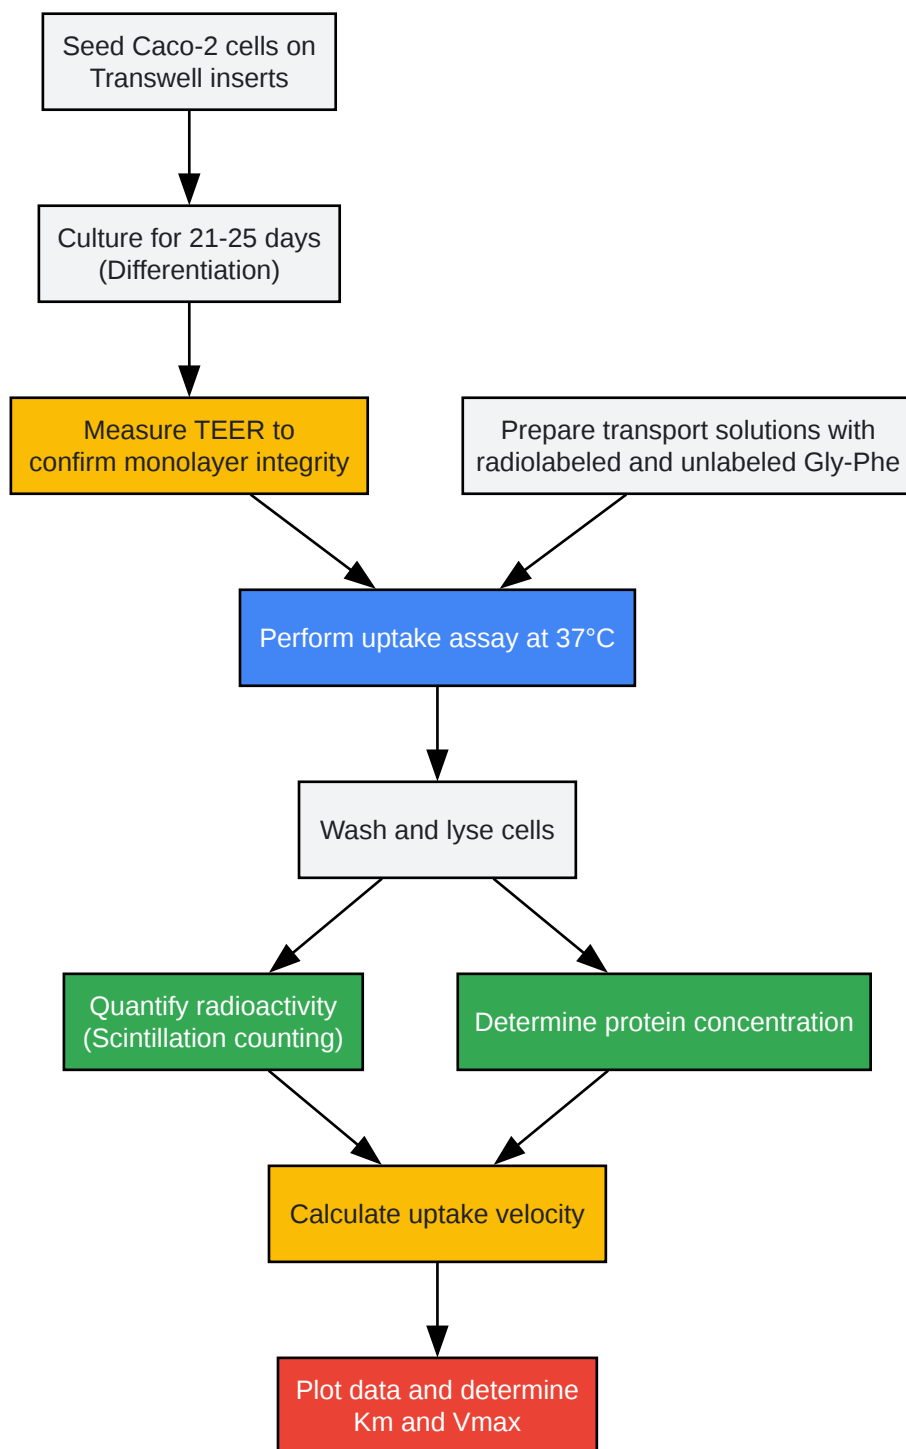 Seed Caco-2 cells on
Transwell inserts
Culture for 21-25 days
(Differentiation)
Measure TEER to
confirm monolayer integrity
Prepare transport solutions with
radiolabeled and unlabeled Gly-Phe
Perform uptake assay at 37°C
Wash and lyse cells
Quantify radioactivity
(Scintillation counting)
Determine protein concentration
Calculate uptake velocity
Plot data and determine
Km and Vmax